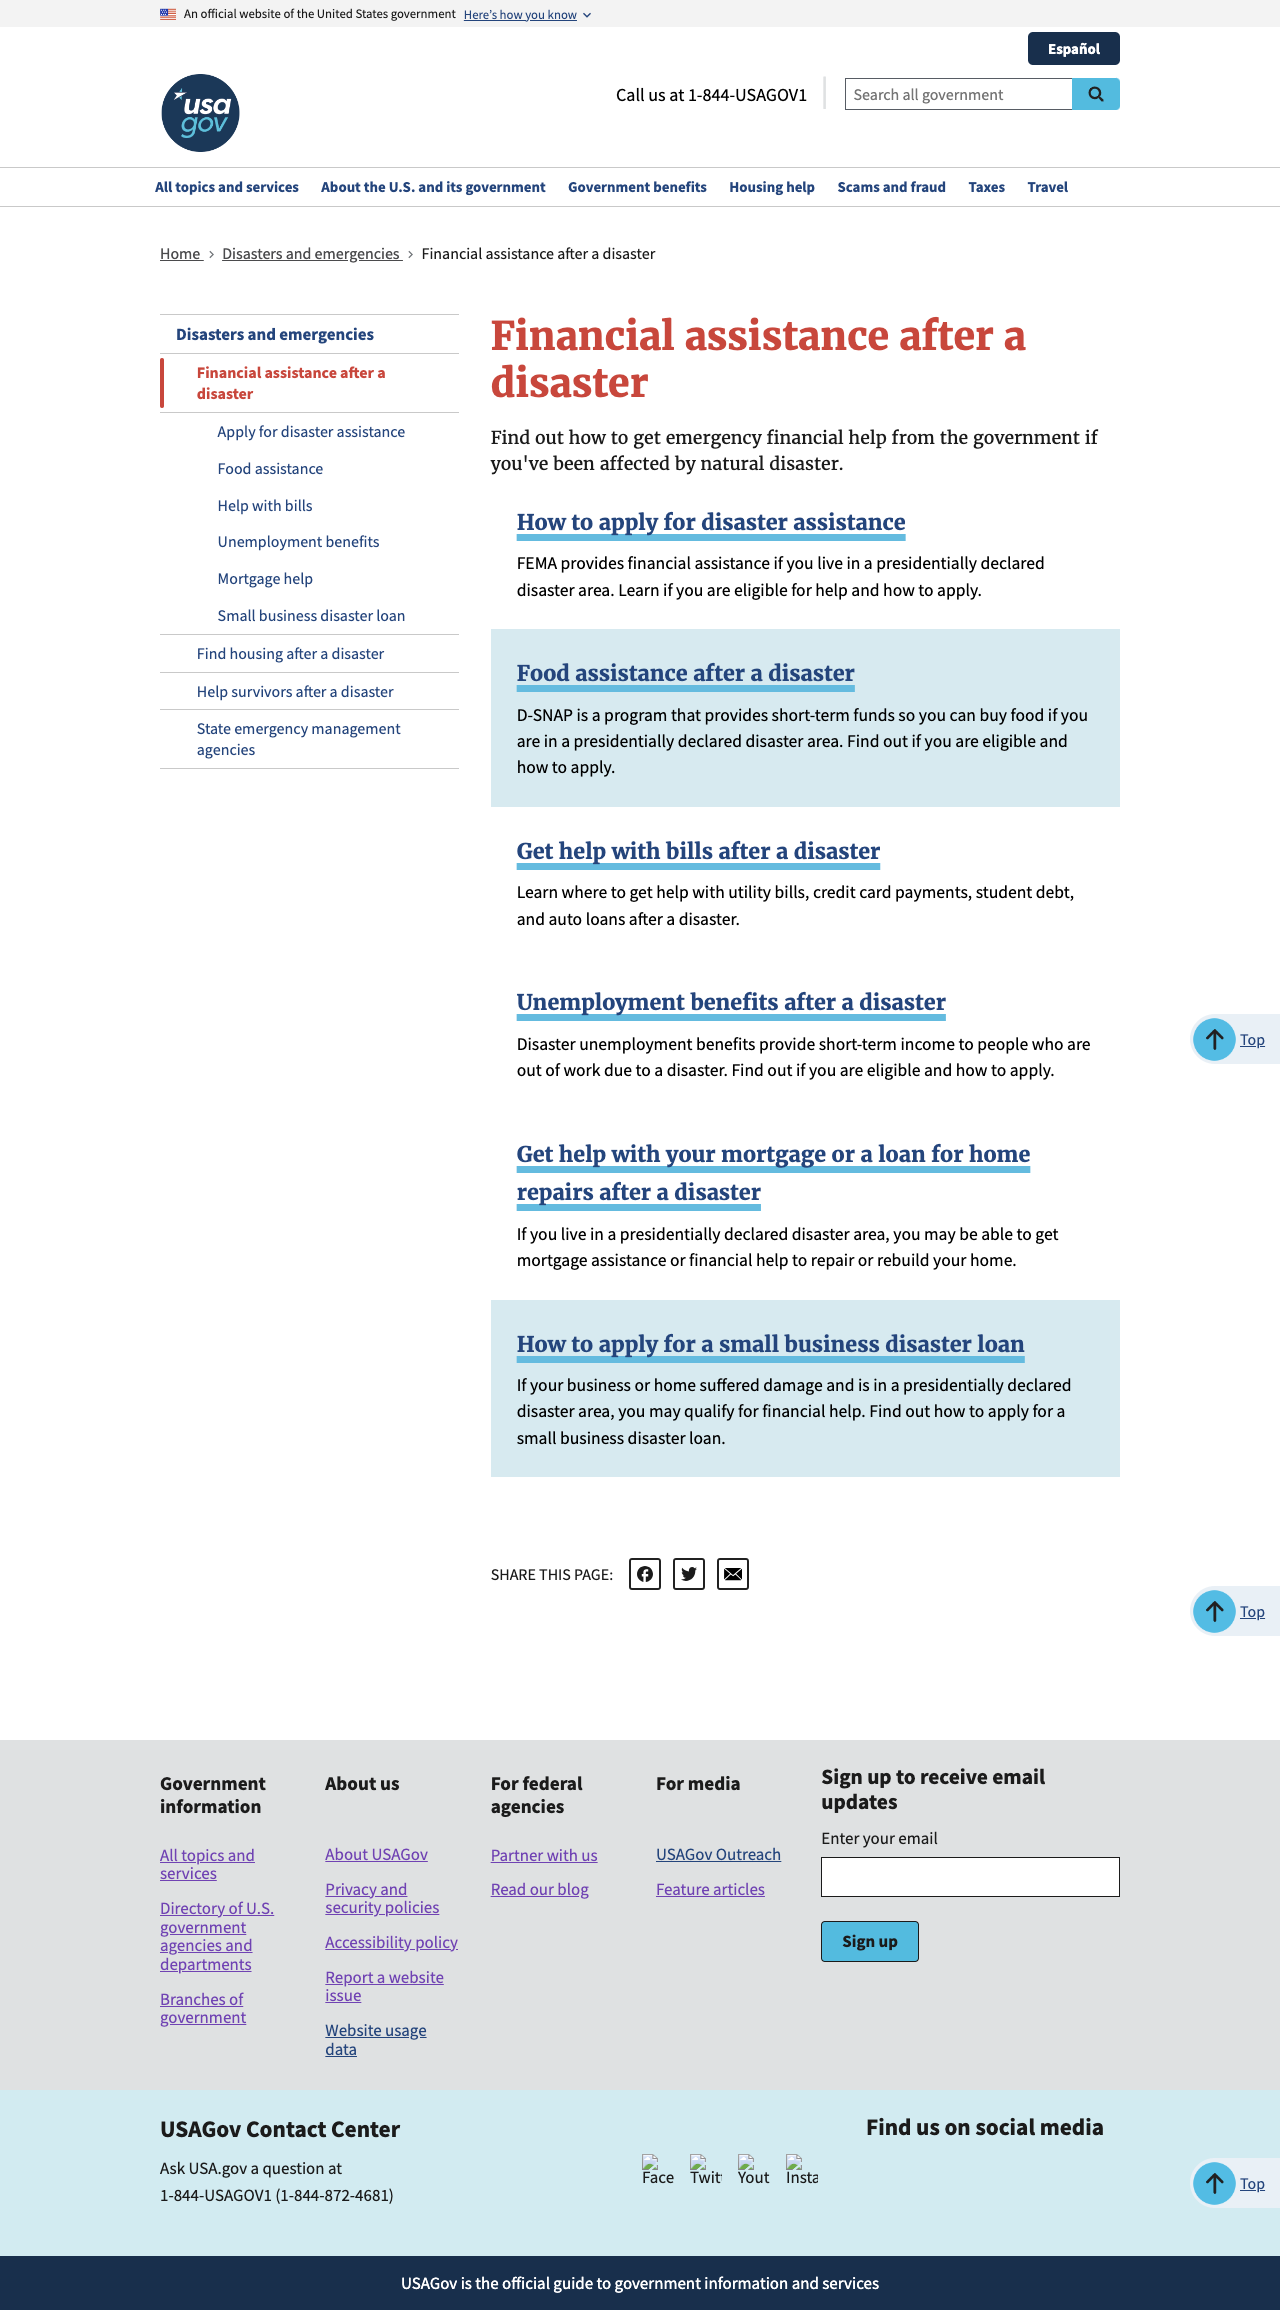 An official website of the United States government Here's how you know
Español
usa
gov
Call us at 1-844-USAGOV1
Search all government
All topics and services About the U.S. and its government Government benefits Housing help Scams and fraud Taxes Travel
Home Disasters and emergencies Financial assistance after a disaster
Disasters and emergencies
Financial assistance after a
disaster
Apply for disaster assistance
Food assistance
Help with bills
Unemployment benefits
Mortgage help
Small business disaster loan
Find housing after a disaster
Help survivors after a disaster
State emergency management
agencies
Financial assistance after a
disaster
Find out how to get emergency financial help from the government if
you've been affected by natural disaster.
How to apply for disaster assistance
FEMA provides financial assistance if you live in a presidentially declared
disaster area. Learn if you are eligible for help and how to apply.
Food assistance after a disaster
D-SNAP is a program that provides short-term funds so you can buy food if you
are in a presidentially declared disaster area. Find out if you are eligible and
how to apply.
Get help with bills after a disaster
Learn where to get help with utility bills, credit card payments, student debt,
and auto loans after a disaster.
Unemployment benefits after a disaster
Disaster unemployment benefits provide short-term income to people who are
out of work due to a disaster. Find out if you are eligible and how to apply.
Top
Get help with your mortgage or a loan for home
repairs after a disaster
If you live in a presidentially declared disaster area, you may be able to get
mortgage assistance or financial help to repair or rebuild your home.
How to apply for a small business disaster loan
If your business or home suffered damage and is in a presidentially declared
disaster area, you may qualify for financial help. Find out how to apply for a
small business disaster loan.
SHARE THIS PAGE:
Top
Government
information
All topics and
services
Directory of U.S.
government
agencies and
departments
Branches of
government
About us
About USAGov
Privacy and
security policies
Accessibility policy
Report a website
issue
Website usage
data
For federal
agencies
Partner with us
Read our blog
For media
USAGov Outreach
Feature articles
Sign up to receive email
updates
Enter your email
Sign up
USAGov Contact Center
Ask USA.gov a question at
1-844-USAGOV1 (1-844-872-4681)
Find us on social media
Face Twit Yout Insta
Top
USAGov is the official guide to government information and services